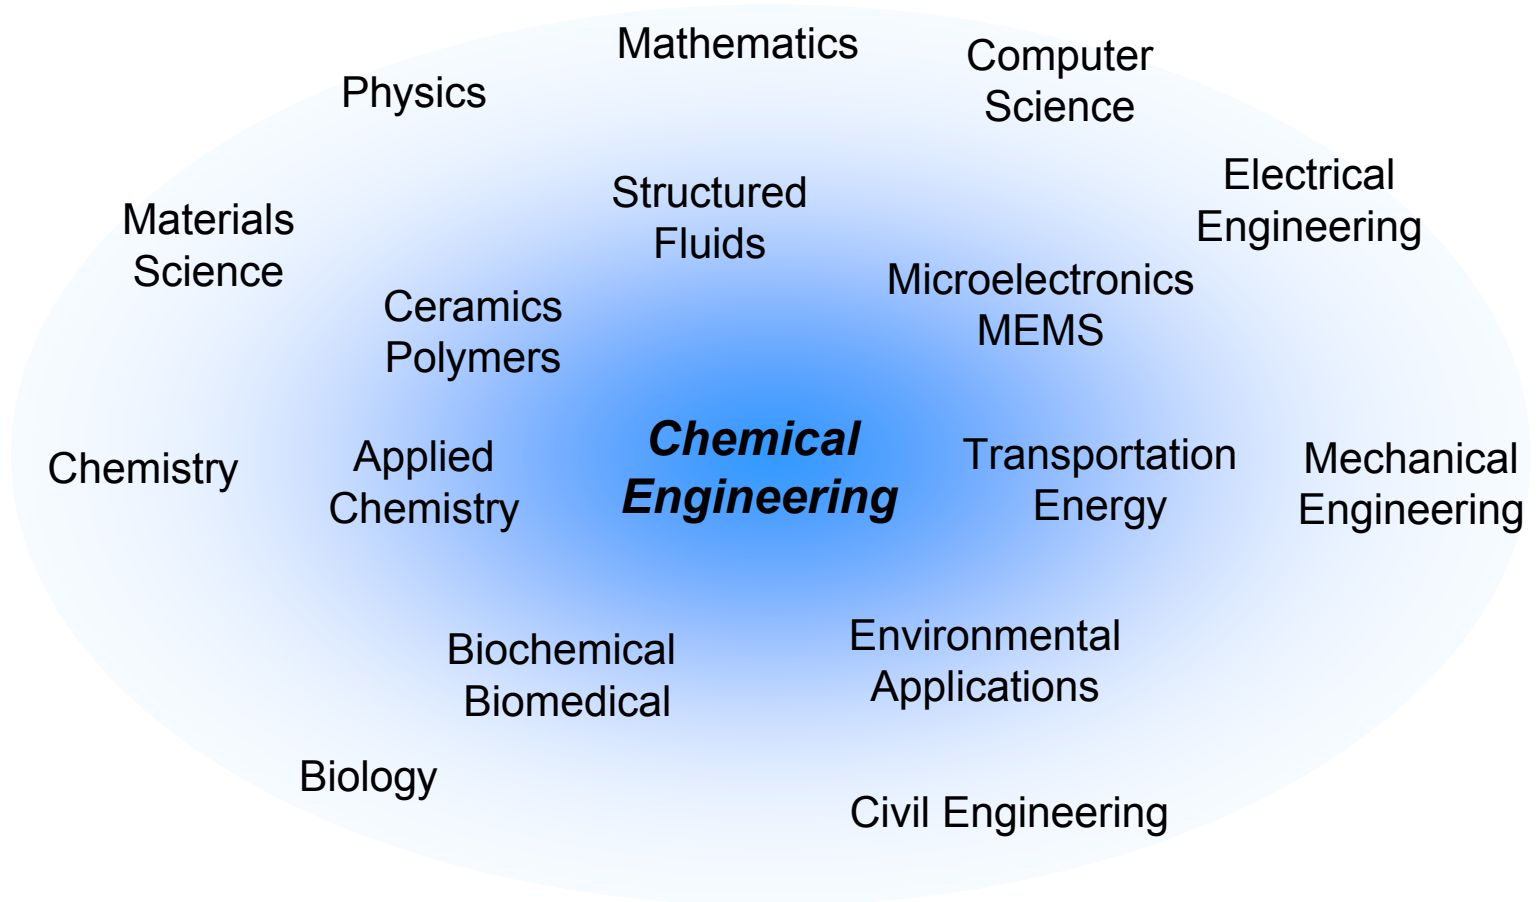 Mathematics
Computer
Science
Physics
Electrical
Engineering
Structured
Fluids
Materials
Science
Microelectronics
MEMS
Ceramics
Polymers
Chemical
Engineering
Chemistry
Applied
Chemistry
Transportation
Energy
Mechanical
Engineering
Biochemical
Biomedical
Environmental
Applications
Biology
Civil Engineering